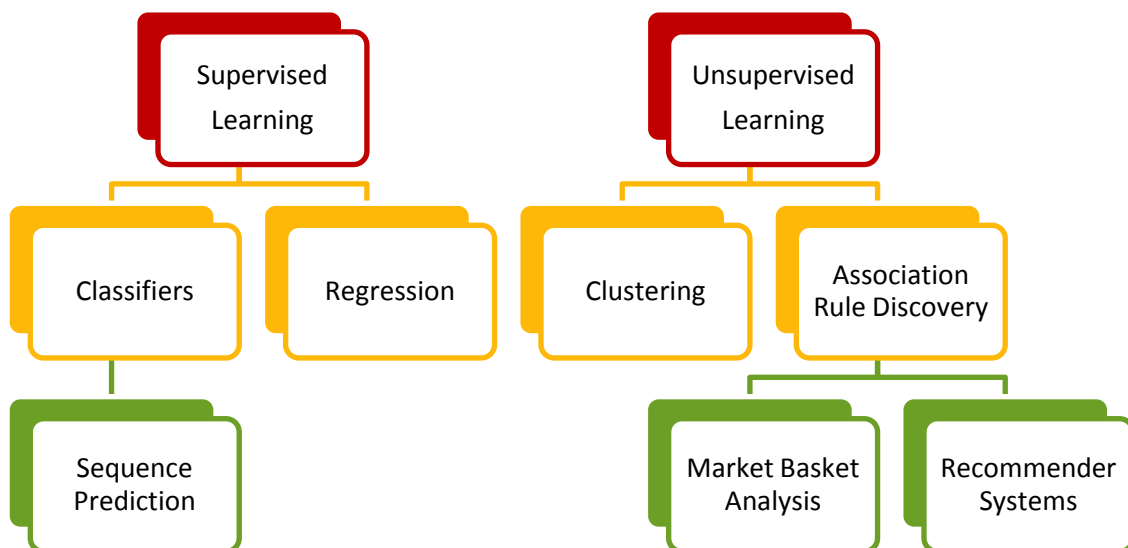 Supervised
Learning
Unsupervised
Learning
Classifiers
Regression
Clustering
Association
Rule Discovery
Sequence
Prediction
Market Basket
Analysis
Recommender
Systems